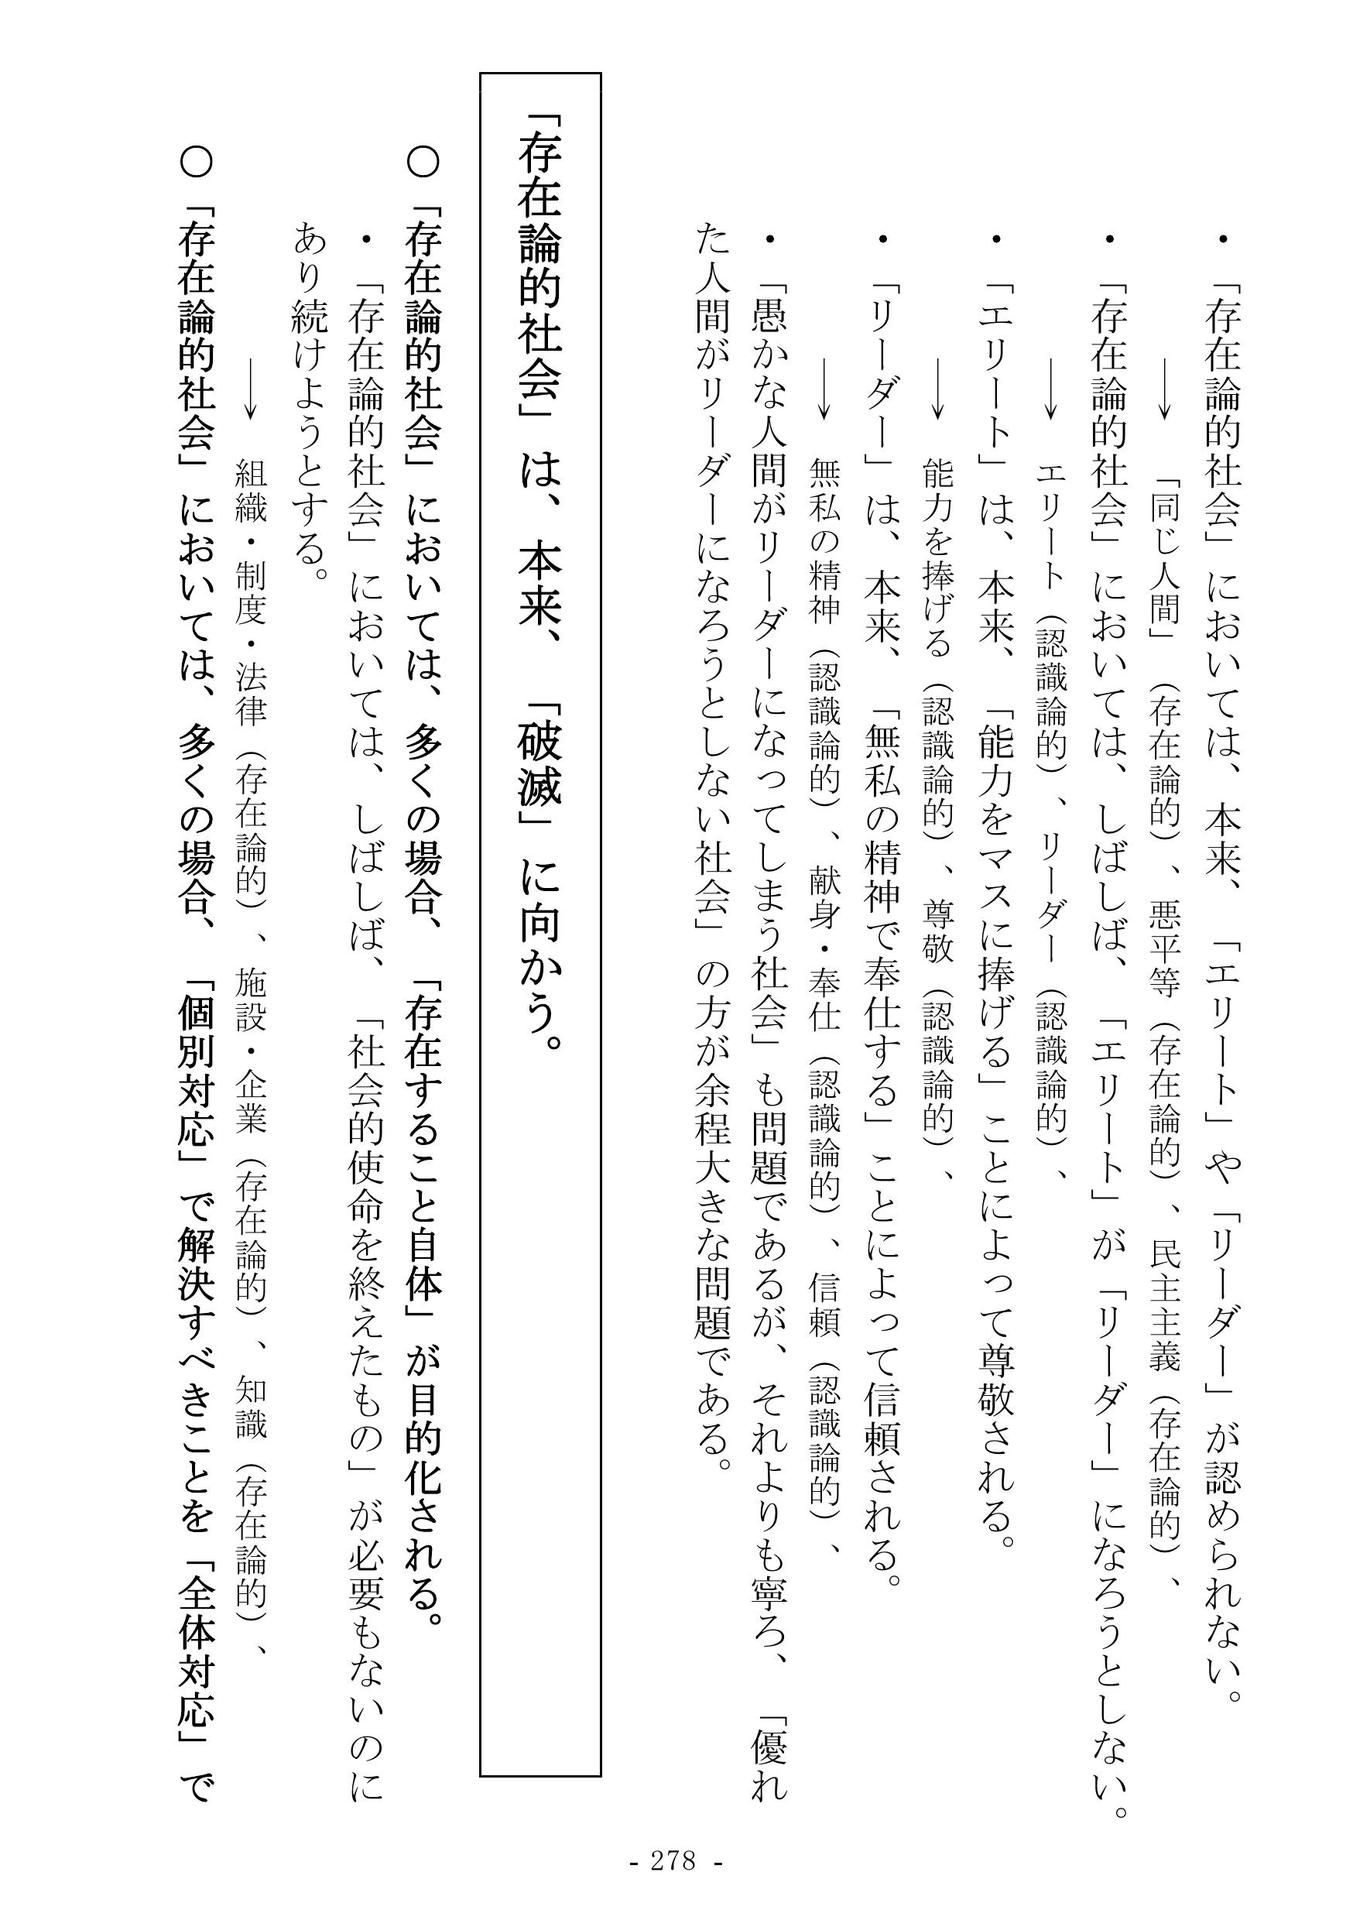 ・「存在論的社会」においては、本来、「エリート」や「リーダー」が認められない。
→ 「同じ人間」（存在論的）、悪平等（存在論的）、民主主義（存在論的）、
・「存在論的社会」においては、しばしば、「エリート」が「リーダー」になろうとしない。
→ エリート（認識論的）、リーダー（認識論的）、
・「エリート」は、本来、「能力をマスに捧げる」ことによって尊敬される。
→ 能力を捧げる（認識論的）、尊敬（認識論的）、
・「リーダー」は、本来、「無私の精神で奉仕する」ことによって信頼される。
→ 無私の精神（認識論的）、献身・奉仕（認識論的）、信頼（認識論的）、
・「愚かな人間がリーダーになってしまう社会」も問題であるが、それよりも寧ろ、「優れ
た人間がリーダーになろうとしない社会」の方が余程大きな問題である。
「存在論的社会」は、本来、「破滅」に向かう。
○「存在論的社会」においては、多くの場合、「存在すること自体」が目的化される。
・「存在論的社会」においては、しばしば、「社会的使命を終えたもの」が必要もないのに
あり続けようとする。
→ 組織・制度・法律（存在論的）、施設・企業（存在論的）、知識（存在論的）、
○「存在論的社会」においては、多くの場合、「個別対応」で解決すべきことを「全体対応」で
- 278 -